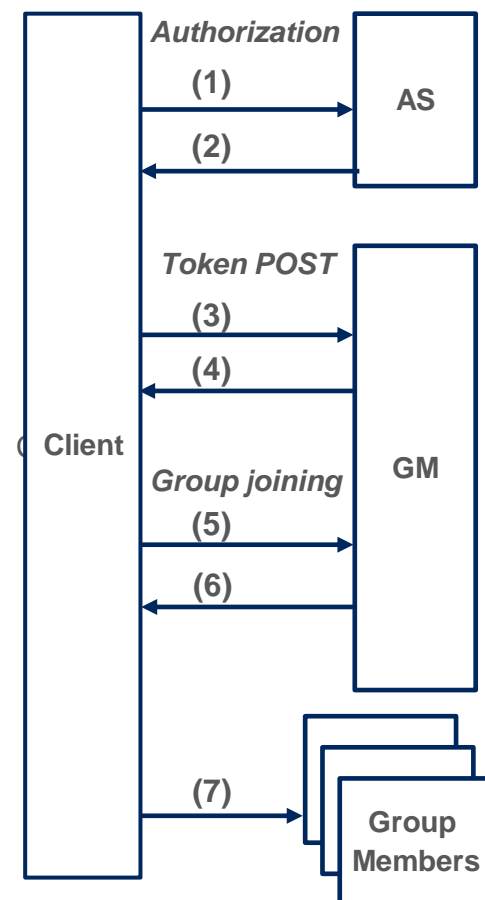 Authorization
(1)
AS
(2)
Token POST
(3)
(4)
Client
GM
Group joining
(5)
(6)
(7)
Group
Members